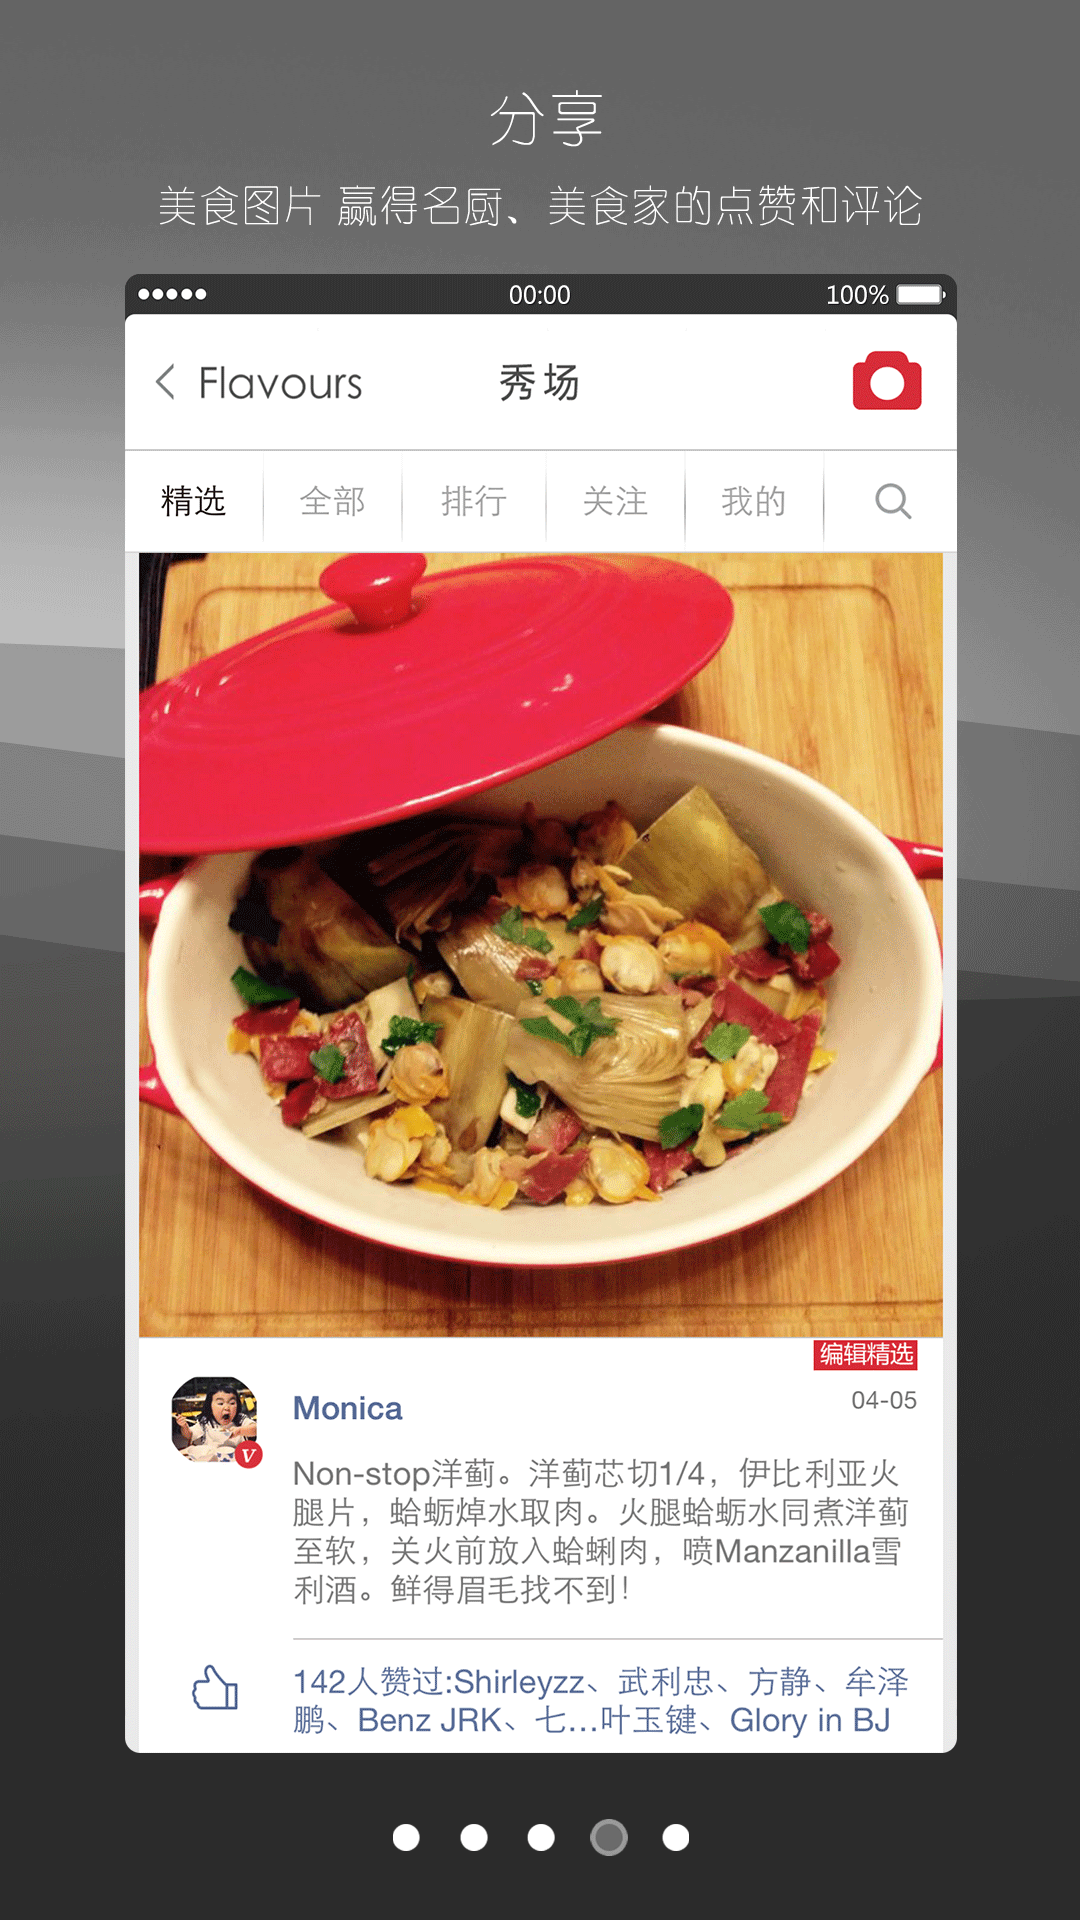 分享
美食图片 赢得名厨、美食家的点赞和评论
00:00
100%
Flavours
秀场
精选
全部
排行
关注
我的
编辑精选
Monica
04-05
V
Non-stop洋蓟。洋蓟芯切1/4，伊比利亚火
腿片，蛤蛎焯水取肉。火腿蛤蛎水同煮洋蓟
至软，关火前放入蛤蜊肉，喷Manzanilla雪
利酒。鲜得眉毛找不到！
142人赞过:Shirleyzz、武利忠、方静、牟泽
鹏、Benz JRK、七...叶玉键、Glory in BJ